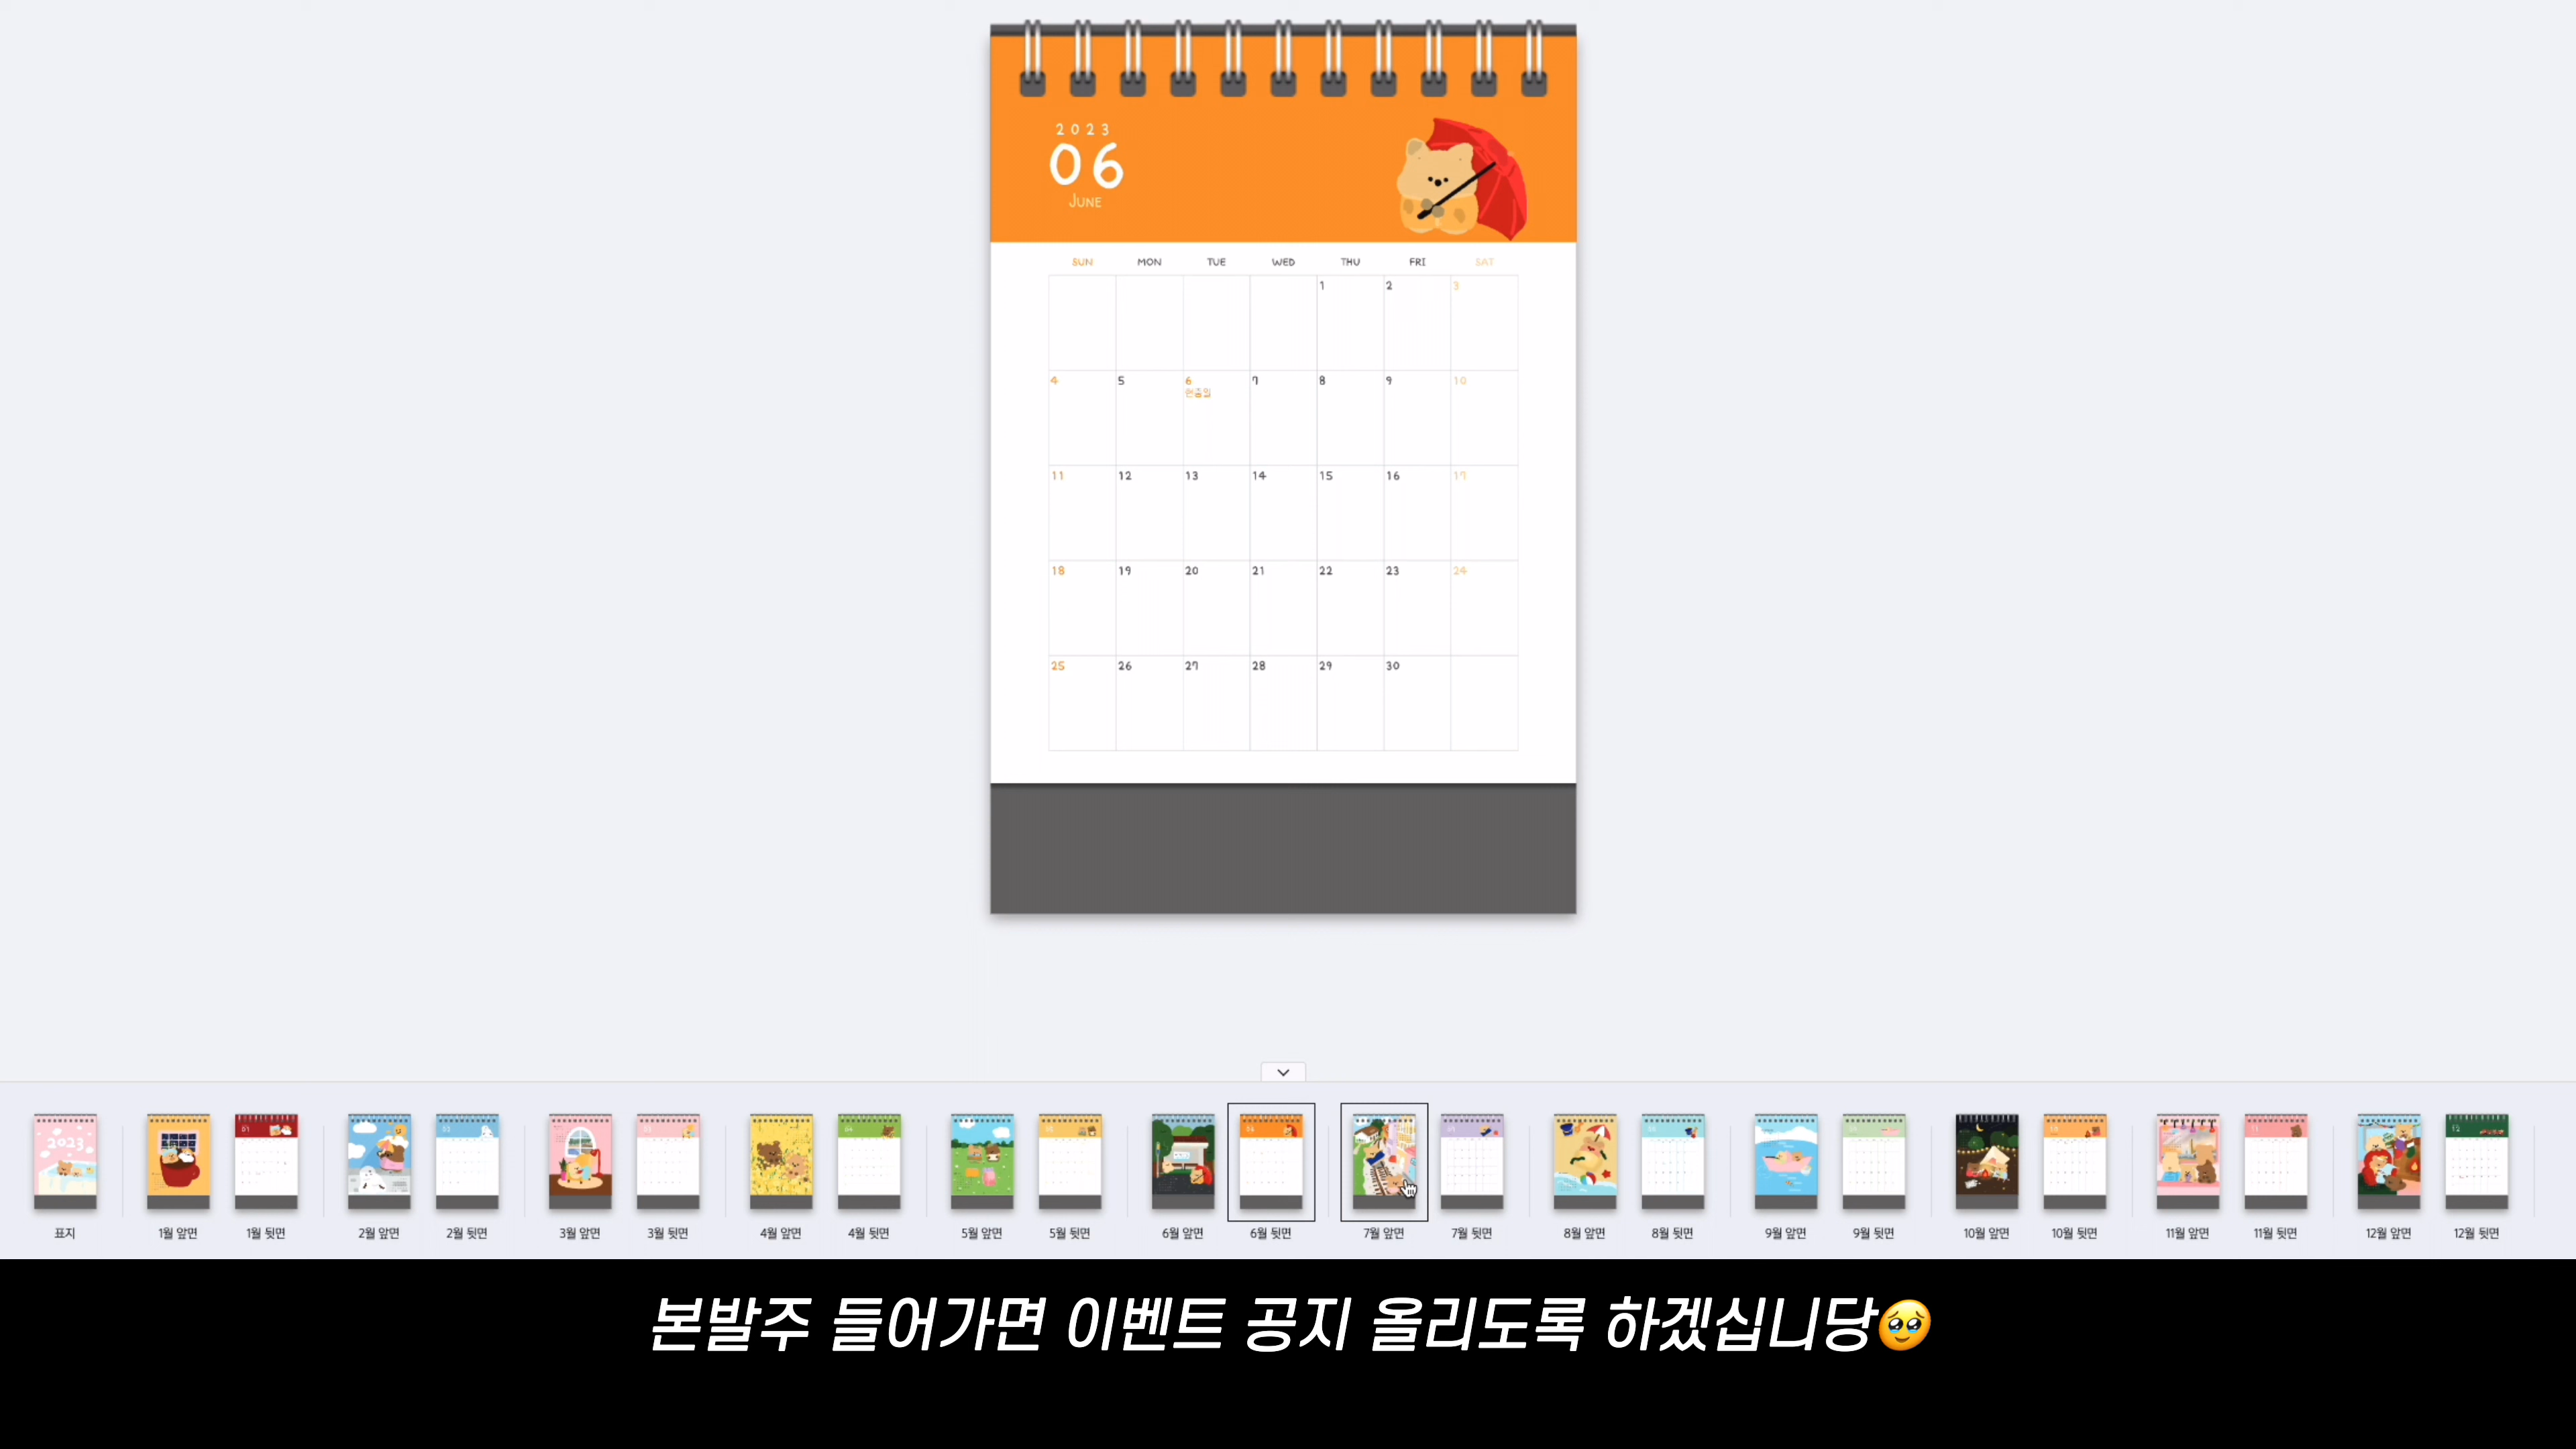 2023
06
JUNE
SUN MON TUE WED THU FRI SAT
1 2 3
4 5 6 7 8 9 10
현충일
11 12 13 14 15 16 17
18 19 20 21 22 23 24
25 26 27 28 29 30
2023
표지 1월 앞면 1월 뒷면 2월 앞면 2월 뒷면 3월 앞면 3월 뒷면 4월 앞면 4월 뒷면 5월 앞면 5월 뒷면 6월 앞면 6월 뒷면 7월 앞면 7월 뒷면 8월 앞면 8월 뒷면 9월 앞면 9월 뒷면 10월 앞면 10월 뒷면 11월 앞면 11월 뒷면 12월 앞면 12월 뒷면
본발주 들어가면 이벤트 공지 올리도록 하겠십니당🥹